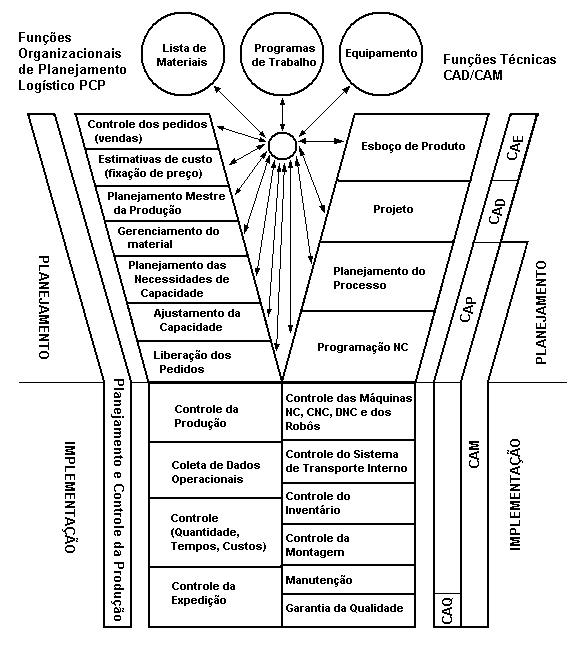 Funções
Organizacionais
de Planejamento
Logístico PCP
Lista de
Materiais
Programas
de Trabalho
Equipamento
Funções Técnicas
CAD/CAM
Controle dos pedidos
(vendas)
Estimativas de custo
(fixação de preço)
Planejamento Mestre
da Produção
Gerenciamento do
material
Planejamento das
Necessidades de
Capacidade
Ajustamento da
Capacidade
Liberação dos
Pedidos
Esboço de Produto
Projeto
Planejamento do
Processo
Programação NC
CAE
CAD
CAP
PLANEJAMENTO
PLANEJAMENTO
Planejamento e Controle da Produção
IMPLEMENTAÇÃO
Controle da
Produção
Coleta de Dados
Operacionais
Controle
(Quantidade,
Tempos, Custos)
Controle da
Expedição
Controle das Máquinas
NC, CNC, DNC e dos
Robôs
Controle do Sistema
de Transporte Interno
Controle do
Inventário
Controle da
Montagem
Manutenção
Garantia da Qualidade
CAM
CAQ
IMPLEMENTAÇÃO